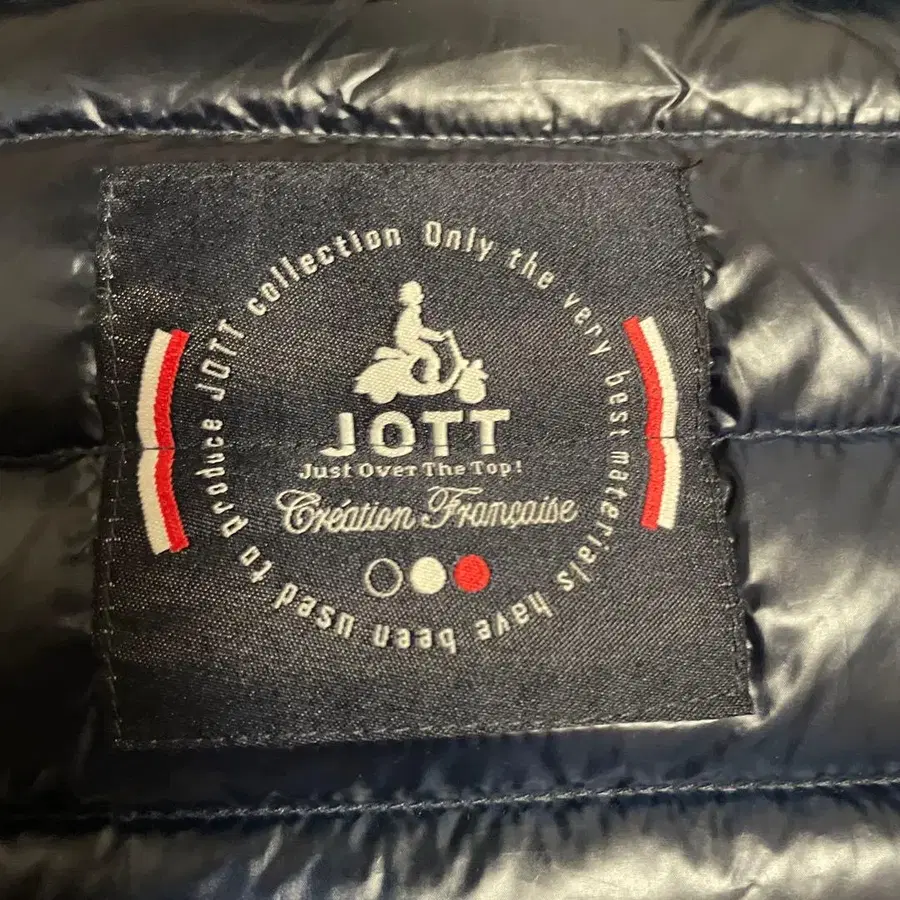 Only the very best materials have been used to produce JOTT collection
JOTT
Just Over The Top!
Création Française